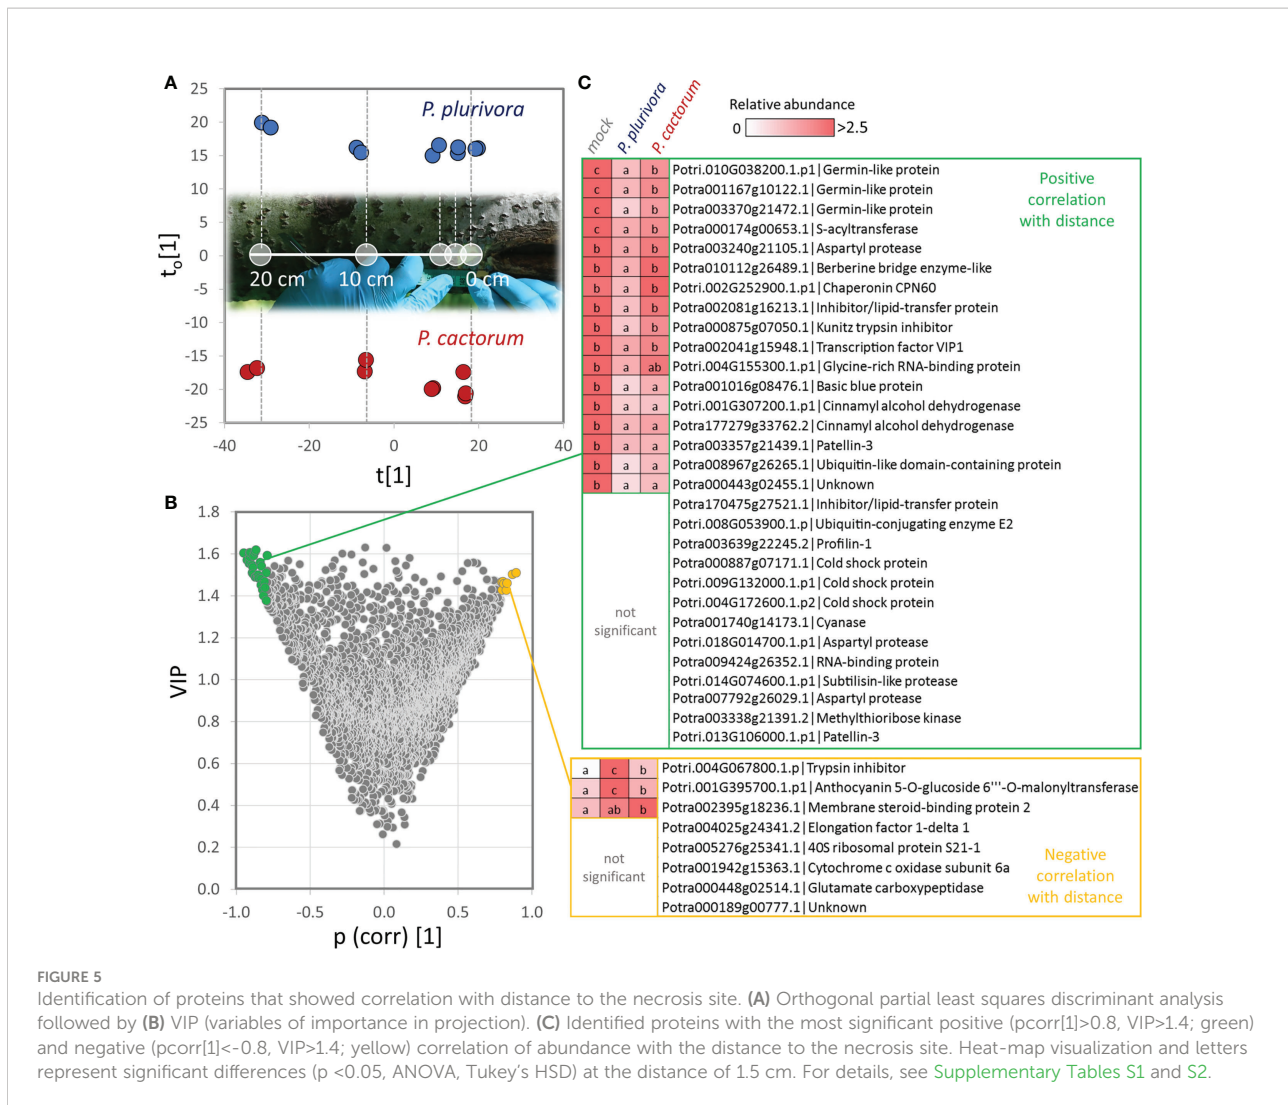 A
25
20
15
10
5
0
-5
-10
-15
-20
-25
t₀[1]
P. plurivora
20 cm
10 cm
0 cm
P. cactorum
-40
-20
0
20
40
t[1]
B
1.8
1.6
1.4
1.2
1.0
0.8
0.6
0.4
0.2
0.0
VIP
-1.0
-0.5
0.0
0.5
1.0
p (corr) [1]
C
mock
P. plurivora
P. cactorum
Relative abundance
0 >2.5
Positive
correlation
with distance
c a b Potri.010G038200.1.p1|Germin-like protein
c a b Potra001167g10122.1|Germin-like protein
c a b Potra003370g21472.1|Germin-like protein
c a b Potra000174g00653.1|S-acyltransferase
b a b Potra003240g21105.1|Aspartyl protease
b a b Potra010112g26489.1|Berberine bridge enzyme-like
b a b Potri.002G252900.1.p1|Chaperonin CPN60
b a b Potra002081g16213.1|Inhibitor/lipid-transfer protein
b a b Potra000875g07050.1|Kunitz trypsin inhibitor
b a b Potra002041g15948.1|Transcription factor VIP1
b a ab Potri.004G155300.1.p1|Glycine-rich RNA-binding protein
b a a Potra001016g08476.1|Basic blue protein
b a a Potri.001G307200.1.p1|Cinnamyl alcohol dehydrogenase
b a a Potra177279g33762.2|Cinnamyl alcohol dehydrogenase
b a a Potra003357g21439.1|Patellin-3
b a a Potra008967g26265.1|Ubiquitin-like domain-containing protein
b a a Potra000443g02455.1|Unknown
not
significant
Potra170475g27521.1|Inhibitor/lipid-transfer protein
Potri.008G053900.1.p|Ubiquitin-conjugating enzyme E2
Potra003639g22245.2|Profilin-1
Potra000887g07171.1|Cold shock protein
Potri.009G132000.1.p1|Cold shock protein
Potri.004G172600.1.p2|Cold shock protein
Potra001740g14173.1|Cyanase
Potri.018G014700.1.p1|Aspartyl protease
Potra009424g26352.1|RNA-binding protein
Potri.014G074600.1.p1|Subtilisin-like protease
Potra007792g26029.1|Aspartyl protease
Potra003338g21391.2|Methylthioribose kinase
Potri.013G106000.1.p1|Patellin-3
a c b Potri.004G067800.1.p|Trypsin inhibitor
a c b Potri.001G395700.1.p1|Anthocyanin 5-O-glucoside 6'''-O-malonyltransferase
a ab b Potra002395g18236.1|Membrane steroid-binding protein 2
not
significant
Potra004025g24341.2|Elongation factor 1-delta 1
Potra005276g25341.1|40S ribosomal protein S21-1
Potra001942g15363.1|Cytochrome c oxidase subunit 6a
Potra000448g02514.1|Glutamate carboxypeptidase
Potra000189g00777.1|Unknown
Negative
correlation
with distance
FIGURE 5
Identification of proteins that showed correlation with distance to the necrosis site. (A) Orthogonal partial least squares discriminant analysis
followed by (B) VIP (variables of importance in projection). (C) Identified proteins with the most significant positive (pcorr[1]>0.8, VIP>1.4; green)
and negative (pcorr[1]<-0.8, VIP>1.4; yellow) correlation of abundance with the distance to the necrosis site. Heat-map visualization and letters
represent significant differences (p <0.05, ANOVA, Tukey's HSD) at the distance of 1.5 cm. For details, see Supplementary Tables S1 and S2.